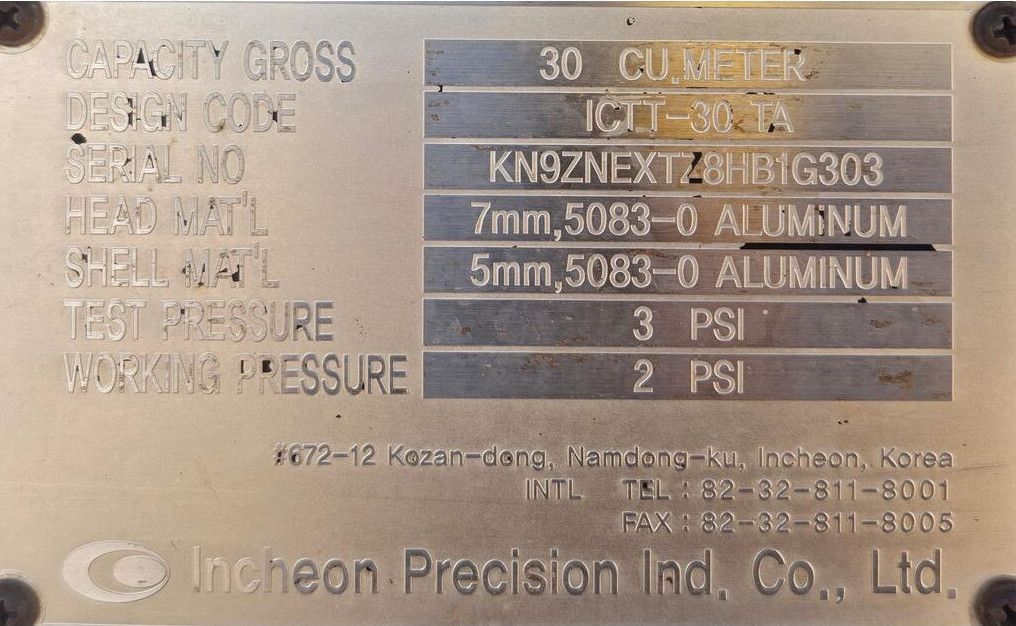 CAPACITY GROSS 30 CU,METER
DESIGN CODE ICTT-30 TA
SERIAL NO KN9ZNEXTZ8HB1G303
HEAD MAT'L 7mm,5083-0 ALUMINUM
SHELL MAT'L 5mm,5083-0 ALUMINUM
TEST PRESSURE 3 PSI
WORKING PRESSURE 2 PSI
#672-12 Kozan-dong, Namdong-ku, Incheon, Korea
INTL TEL : 82-32-811-8001
FAX : 82-32-811-8005
Incheon Precision Ind. Co., Ltd.